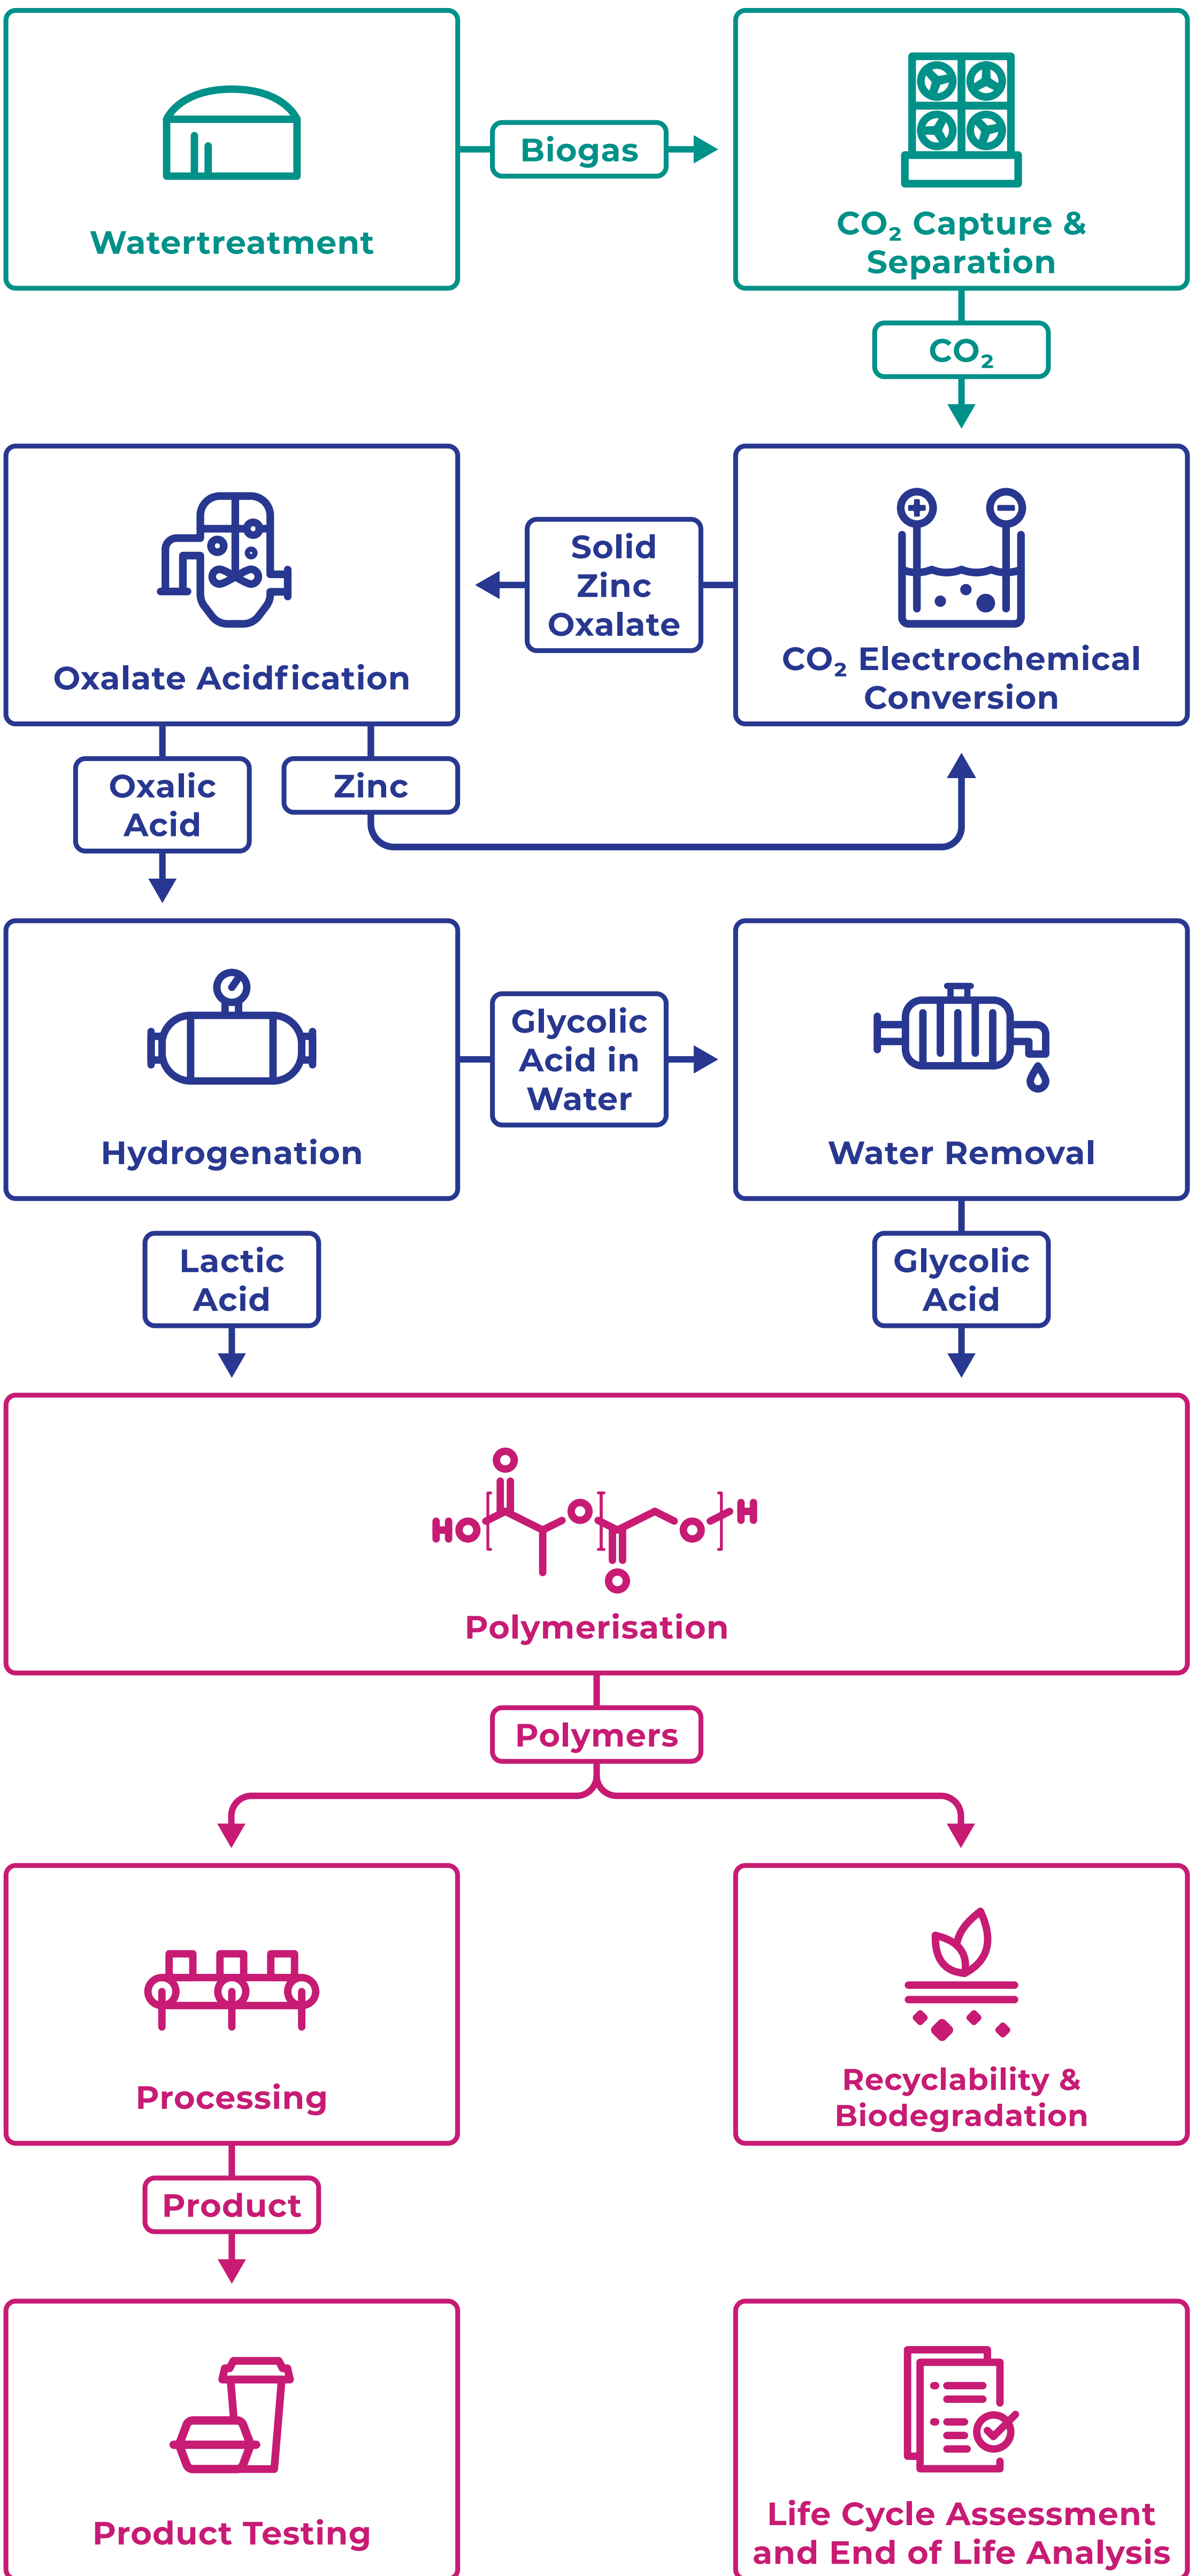 Biogas
Watertreatment
CO₂ Capture &
Separation
CO₂
Solid
Zinc
Oxalate
Oxalate Acidfication
CO₂ Electrochemical
Conversion
Oxalic
Acid
Zinc
Glycolic
Acid in
Water
Hydrogenation
Water Removal
Lactic
Acid
Glycolic
Acid
O
HO
O
O
H
O
Polymerisation
Polymers
Processing
Recyclability &
Biodegradation
Product
Product Testing
Life Cycle Assessment
and End of Life Analysis